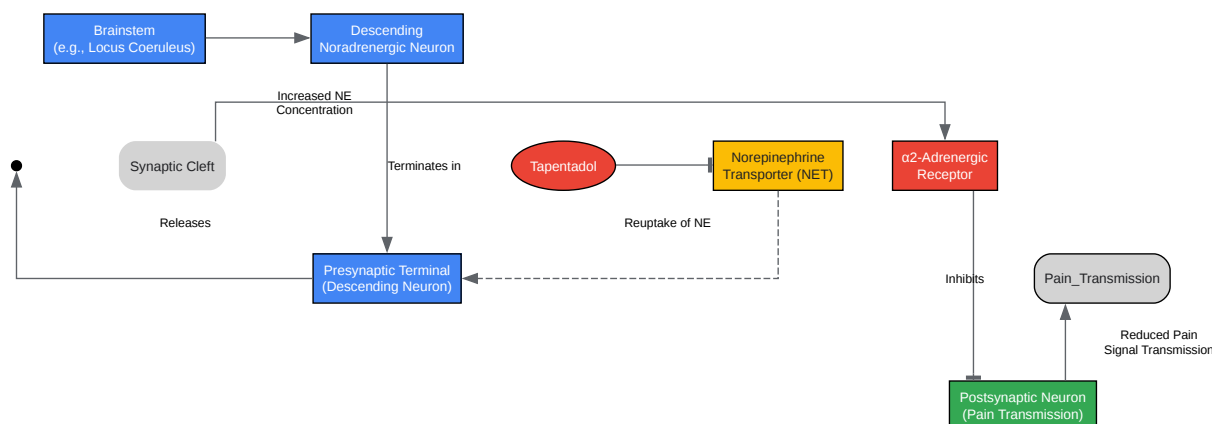 Brainstem
(e.g., Locus Coeruleus)
Descending
Noradrenergic Neuron
Increased NE
Concentration
Synaptic Cleft
Terminates in
Tapentadol
Norepinephrine
Transporter (NET)
α2-Adrenergic
Receptor
Releases
Reuptake of NE
Presynaptic Terminal
(Descending Neuron)
Inhibits
Pain_Transmission
Reduced Pain
Signal Transmission
Postsynaptic Neuron
(Pain Transmission)